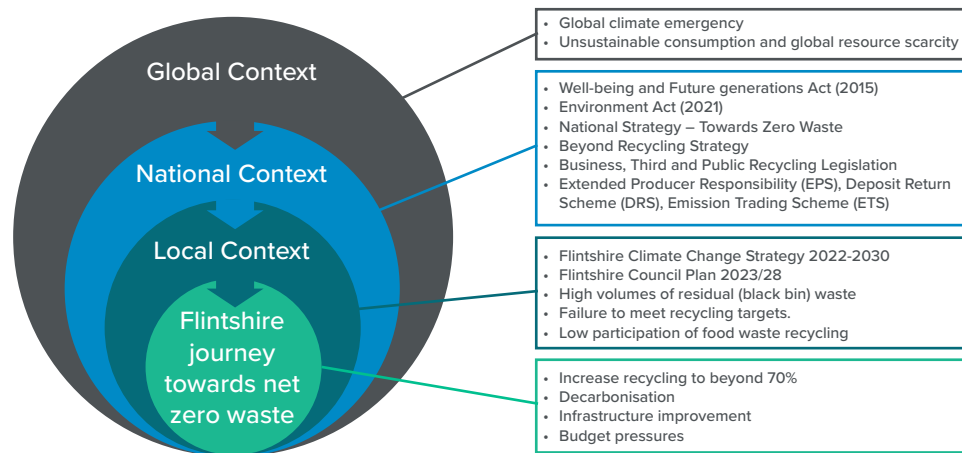 Global Context
National Context
Local Context
Flintshire
journey
towards net
zero waste
• Global climate emergency
• Unsustainable consumption and global resource scarcity
• Well-being and Future generations Act (2015)
• Environment Act (2021)
• National Strategy – Towards Zero Waste
• Beyond Recycling Strategy
• Business, Third and Public Recycling Legislation
• Extended Producer Responsibility (EPS), Deposit Return
Scheme (DRS), Emission Trading Scheme (ETS)
• Flintshire Climate Change Strategy 2022-2030
• Flintshire Council Plan 2023/28
• High volumes of residual (black bin) waste
• Failure to meet recycling targets.
• Low participation of food waste recycling
• Increase recycling to beyond 70%
• Decarbonisation
• Infrastructure improvement
• Budget pressures